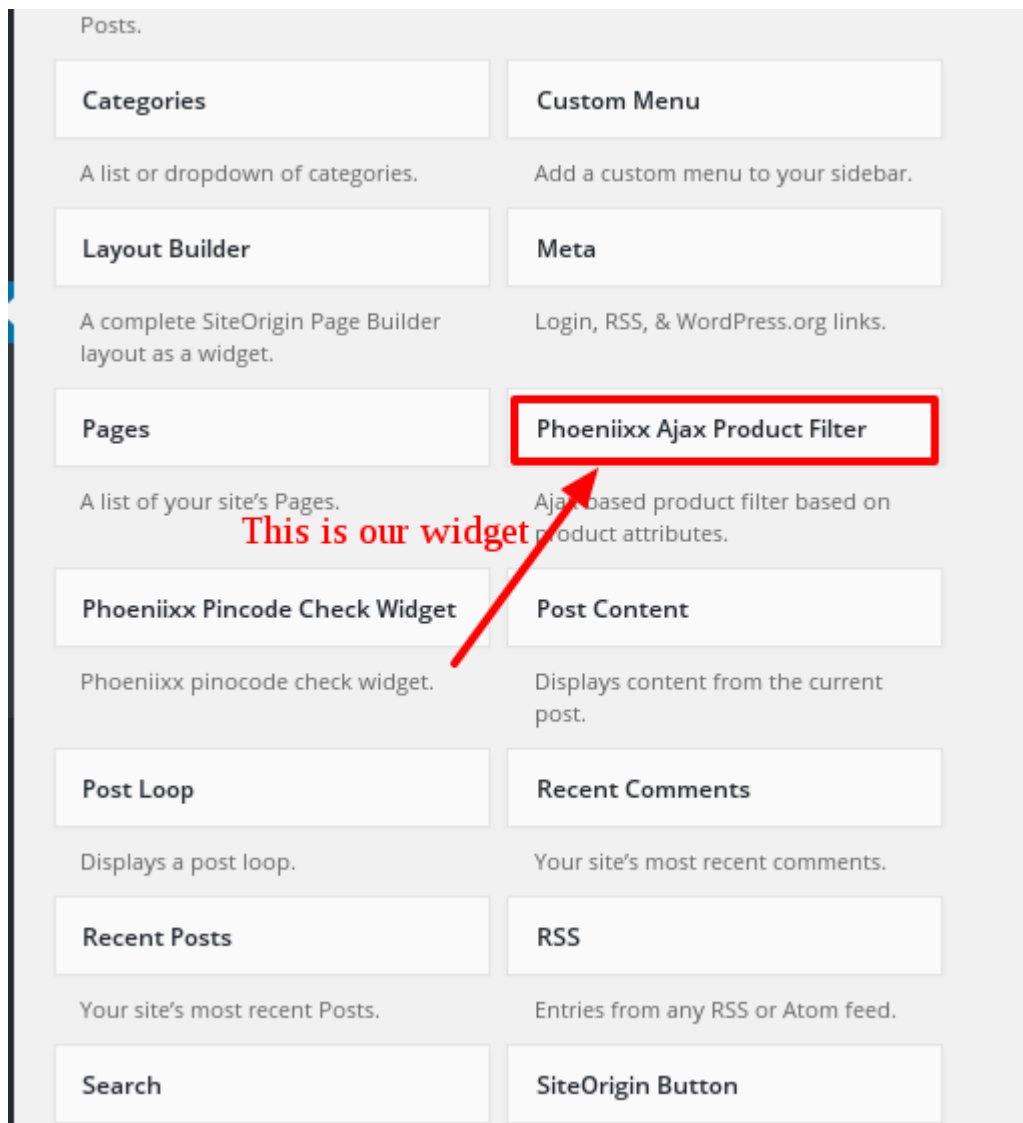 Posts.
Categories
Custom Menu
A list or dropdown of categories.
Add a custom menu to your sidebar.
Layout Builder
Meta
A complete SiteOrigin Page Builder
layout as a widget.
Login, RSS, & WordPress.org links.
Pages
Phoeniixx Ajax Product Filter
A list of your site's Pages.
Ajax based product filter based on
product attributes.
This is our widget
Phoeniixx Pincode Check Widget
Post Content
Phoeniixx pinocode check widget.
Displays content from the current
post.
Post Loop
Recent Comments
Displays a post loop.
Your site's most recent comments.
Recent Posts
RSS
Your site's most recent Posts.
Entries from any RSS or Atom feed.
Search
SiteOrigin Button